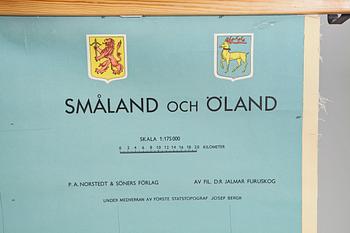 SMÅLAND OCH ÖLAND
SKALA 1:175 000
0 2 4 6 8 10 12 14 16 18 20 KILOMETER
P. A. NORSTEDT & SÖNERS FÖRLAG
AV FIL. D:R JALMAR FURUSKOG
UNDER MEDVERKAN AV FÖRSTE STATSTOPOGRAF JOSEF BERGH